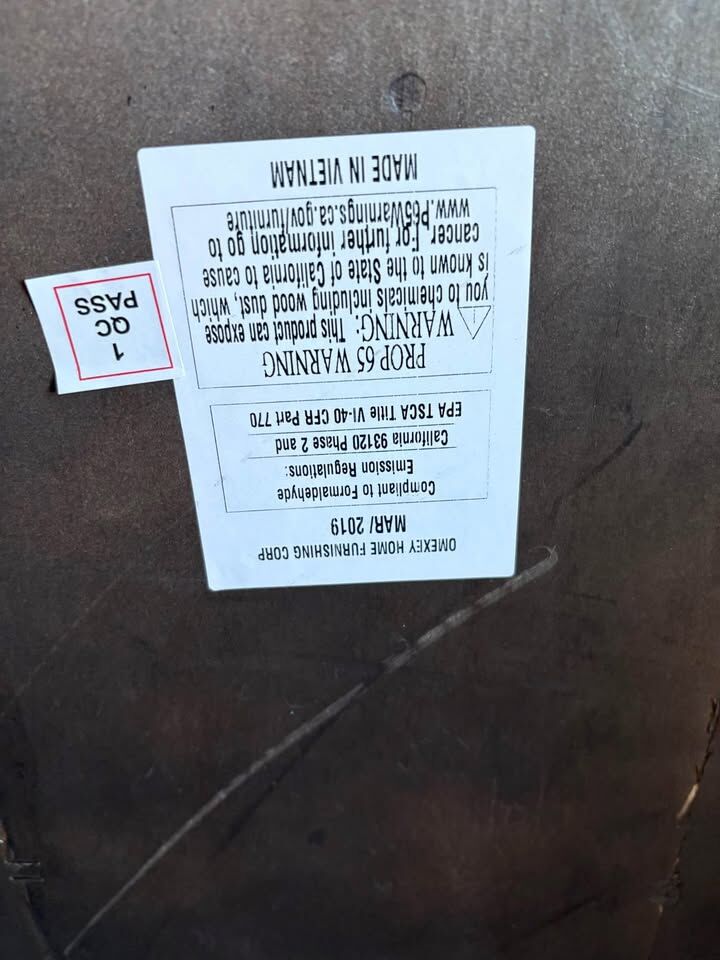 OMEXEY HOME FURNISHING CORP
MAR/ 2019
Compliant to Formaldehyde
Emission Regulations:
California 93120 Phase 2 and
EPA TSCA Title VI-40 CFR Part 770
PROP 65 WARNING
WARNING: This product can expose
you to chemicals including wood dust, which
is known to the State of California to cause
cancer. For further information go to
www.P65Warnings.ca.gov/furniture
MADE IN VIETNAM
1
QC
PASS